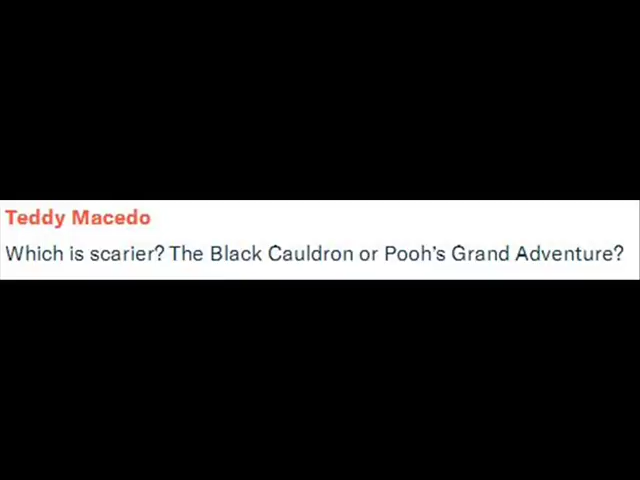 Teddy Macedo
Which is scarier? The Black Cauldron or Pooh's Grand Adventure?